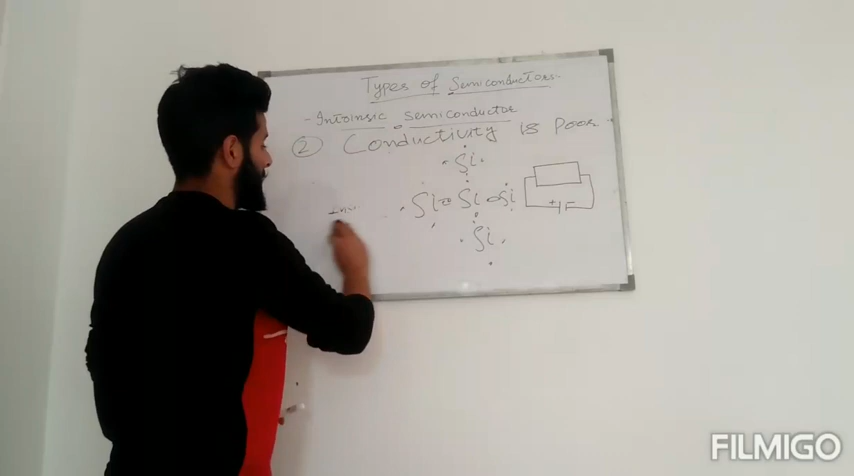 Types of Semiconductors.
- Intrinsic Semiconductor
② Conductivity is Poor
Si
Si Si Si
+ -
Si
FILMIGO